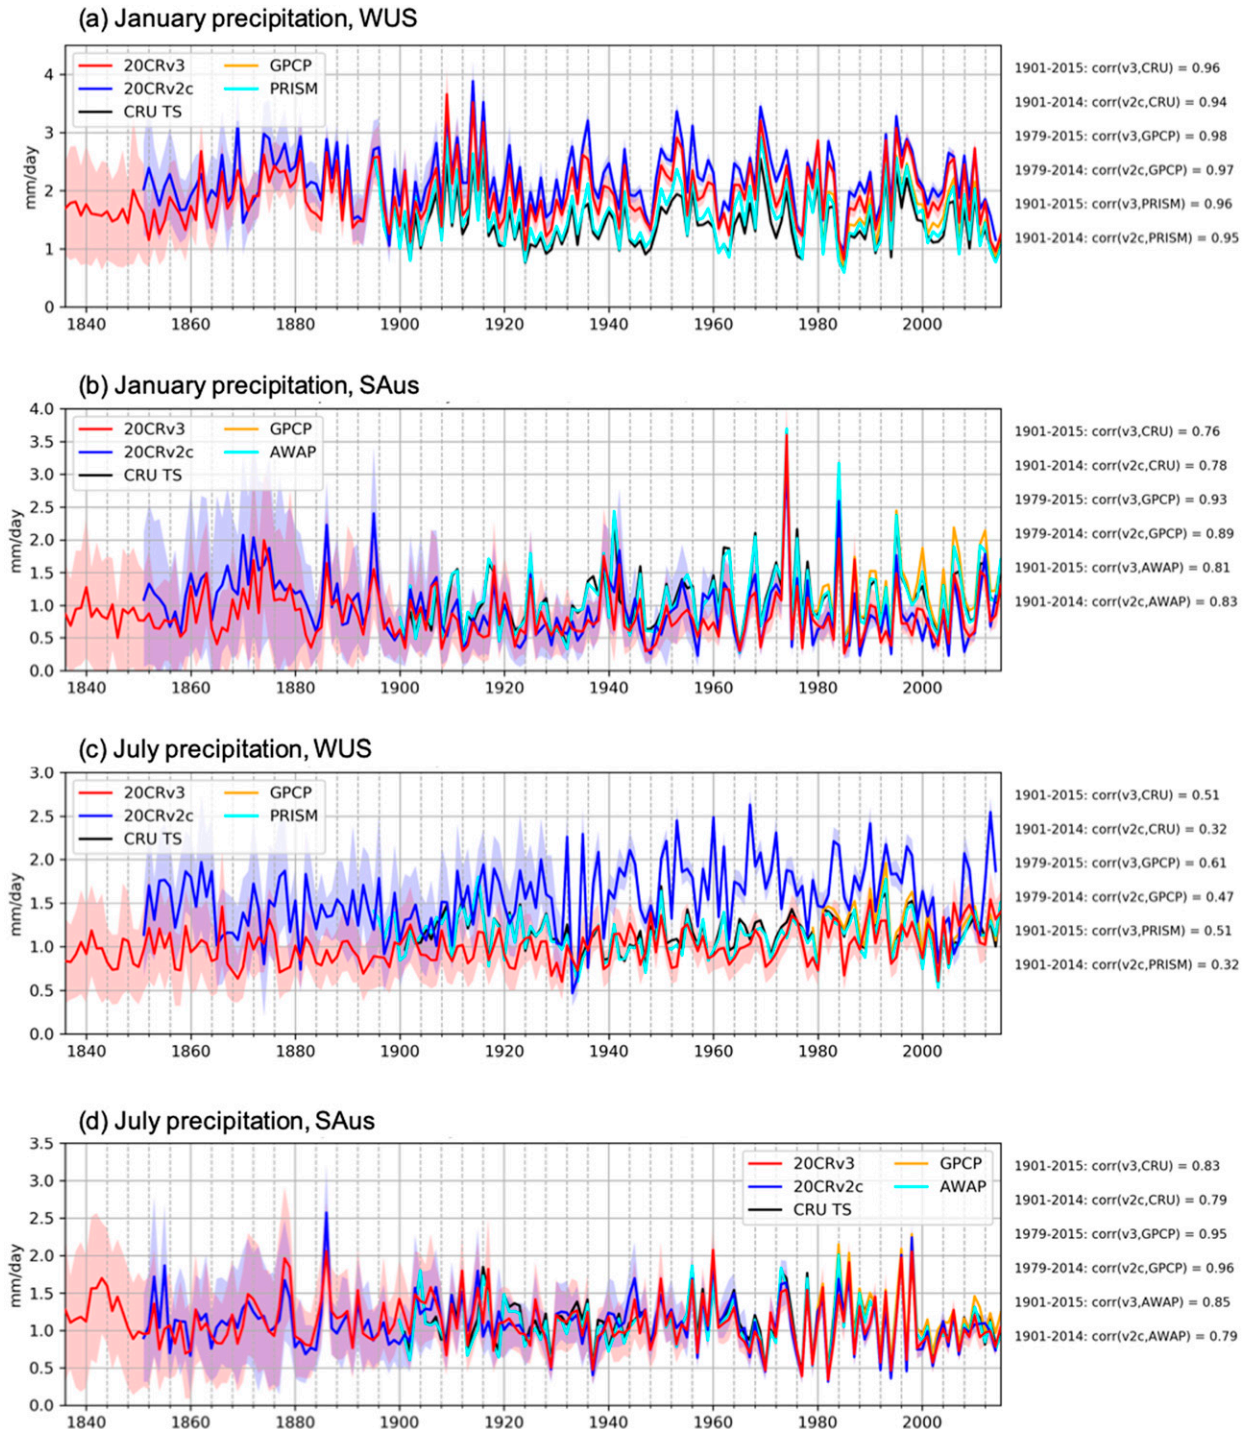 (a) January precipitation, WUS
20CRv3
20CRv2c
CRU TS
GPCP
PRISM
mm/day
4
3
2
1
0
1840 1860 1880 1900 1920 1940 1960 1980 2000
1901-2015: corr(v3,CRU) = 0.96
1901-2014: corr(v2c,CRU) = 0.94
1979-2015: corr(v3,GPCP) = 0.98
1979-2014: corr(v2c,GPCP) = 0.97
1901-2015: corr(v3,PRISM) = 0.96
1901-2014: corr(v2c,PRISM) = 0.95
(b) January precipitation, SAus
20CRv3
20CRv2c
CRU TS
GPCP
AWAP
mm/day
4.0
3.5
3.0
2.5
2.0
1.5
1.0
0.5
0.0
1840 1860 1880 1900 1920 1940 1960 1980 2000
1901-2015: corr(v3,CRU) = 0.76
1901-2014: corr(v2c,CRU) = 0.78
1979-2015: corr(v3,GPCP) = 0.93
1979-2014: corr(v2c,GPCP) = 0.89
1901-2015: corr(v3,AWAP) = 0.81
1901-2014: corr(v2c,AWAP) = 0.83
(c) July precipitation, WUS
20CRv3
20CRv2c
CRU TS
GPCP
PRISM
mm/day
3.0
2.5
2.0
1.5
1.0
0.5
0.0
1840 1860 1880 1900 1920 1940 1960 1980 2000
1901-2015: corr(v3,CRU) = 0.51
1901-2014: corr(v2c,CRU) = 0.32
1979-2015: corr(v3,GPCP) = 0.61
1979-2014: corr(v2c,GPCP) = 0.47
1901-2015: corr(v3,PRISM) = 0.51
1901-2014: corr(v2c,PRISM) = 0.32
(d) July precipitation, SAus
20CRv3
20CRv2c
CRU TS
GPCP
AWAP
mm/day
3.5
3.0
2.5
2.0
1.5
1.0
0.5
0.0
1840 1860 1880 1900 1920 1940 1960 1980 2000
1901-2015: corr(v3,CRU) = 0.83
1901-2014: corr(v2c,CRU) = 0.79
1979-2015: corr(v3,GPCP) = 0.95
1979-2014: corr(v2c,GPCP) = 0.96
1901-2015: corr(v3,AWAP) = 0.85
1901-2014: corr(v2c,AWAP) = 0.79